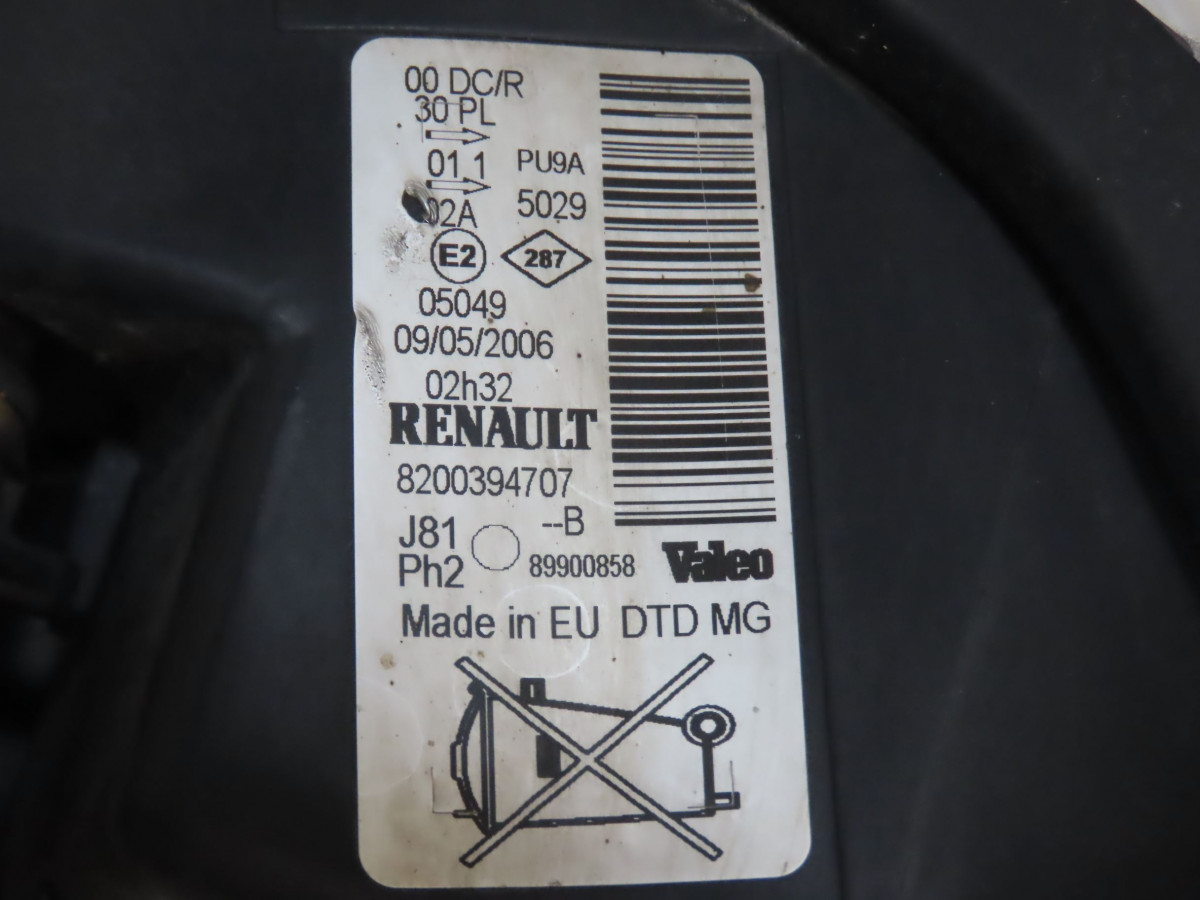 00 DC/R
30 PL
01 1 PU9A
02A 5029
E2 287
05049
09/05/2006
02h32
RENAULT
8200394707
--B
J81
Ph2 89900858 Valeo
Made in EU DTD MG